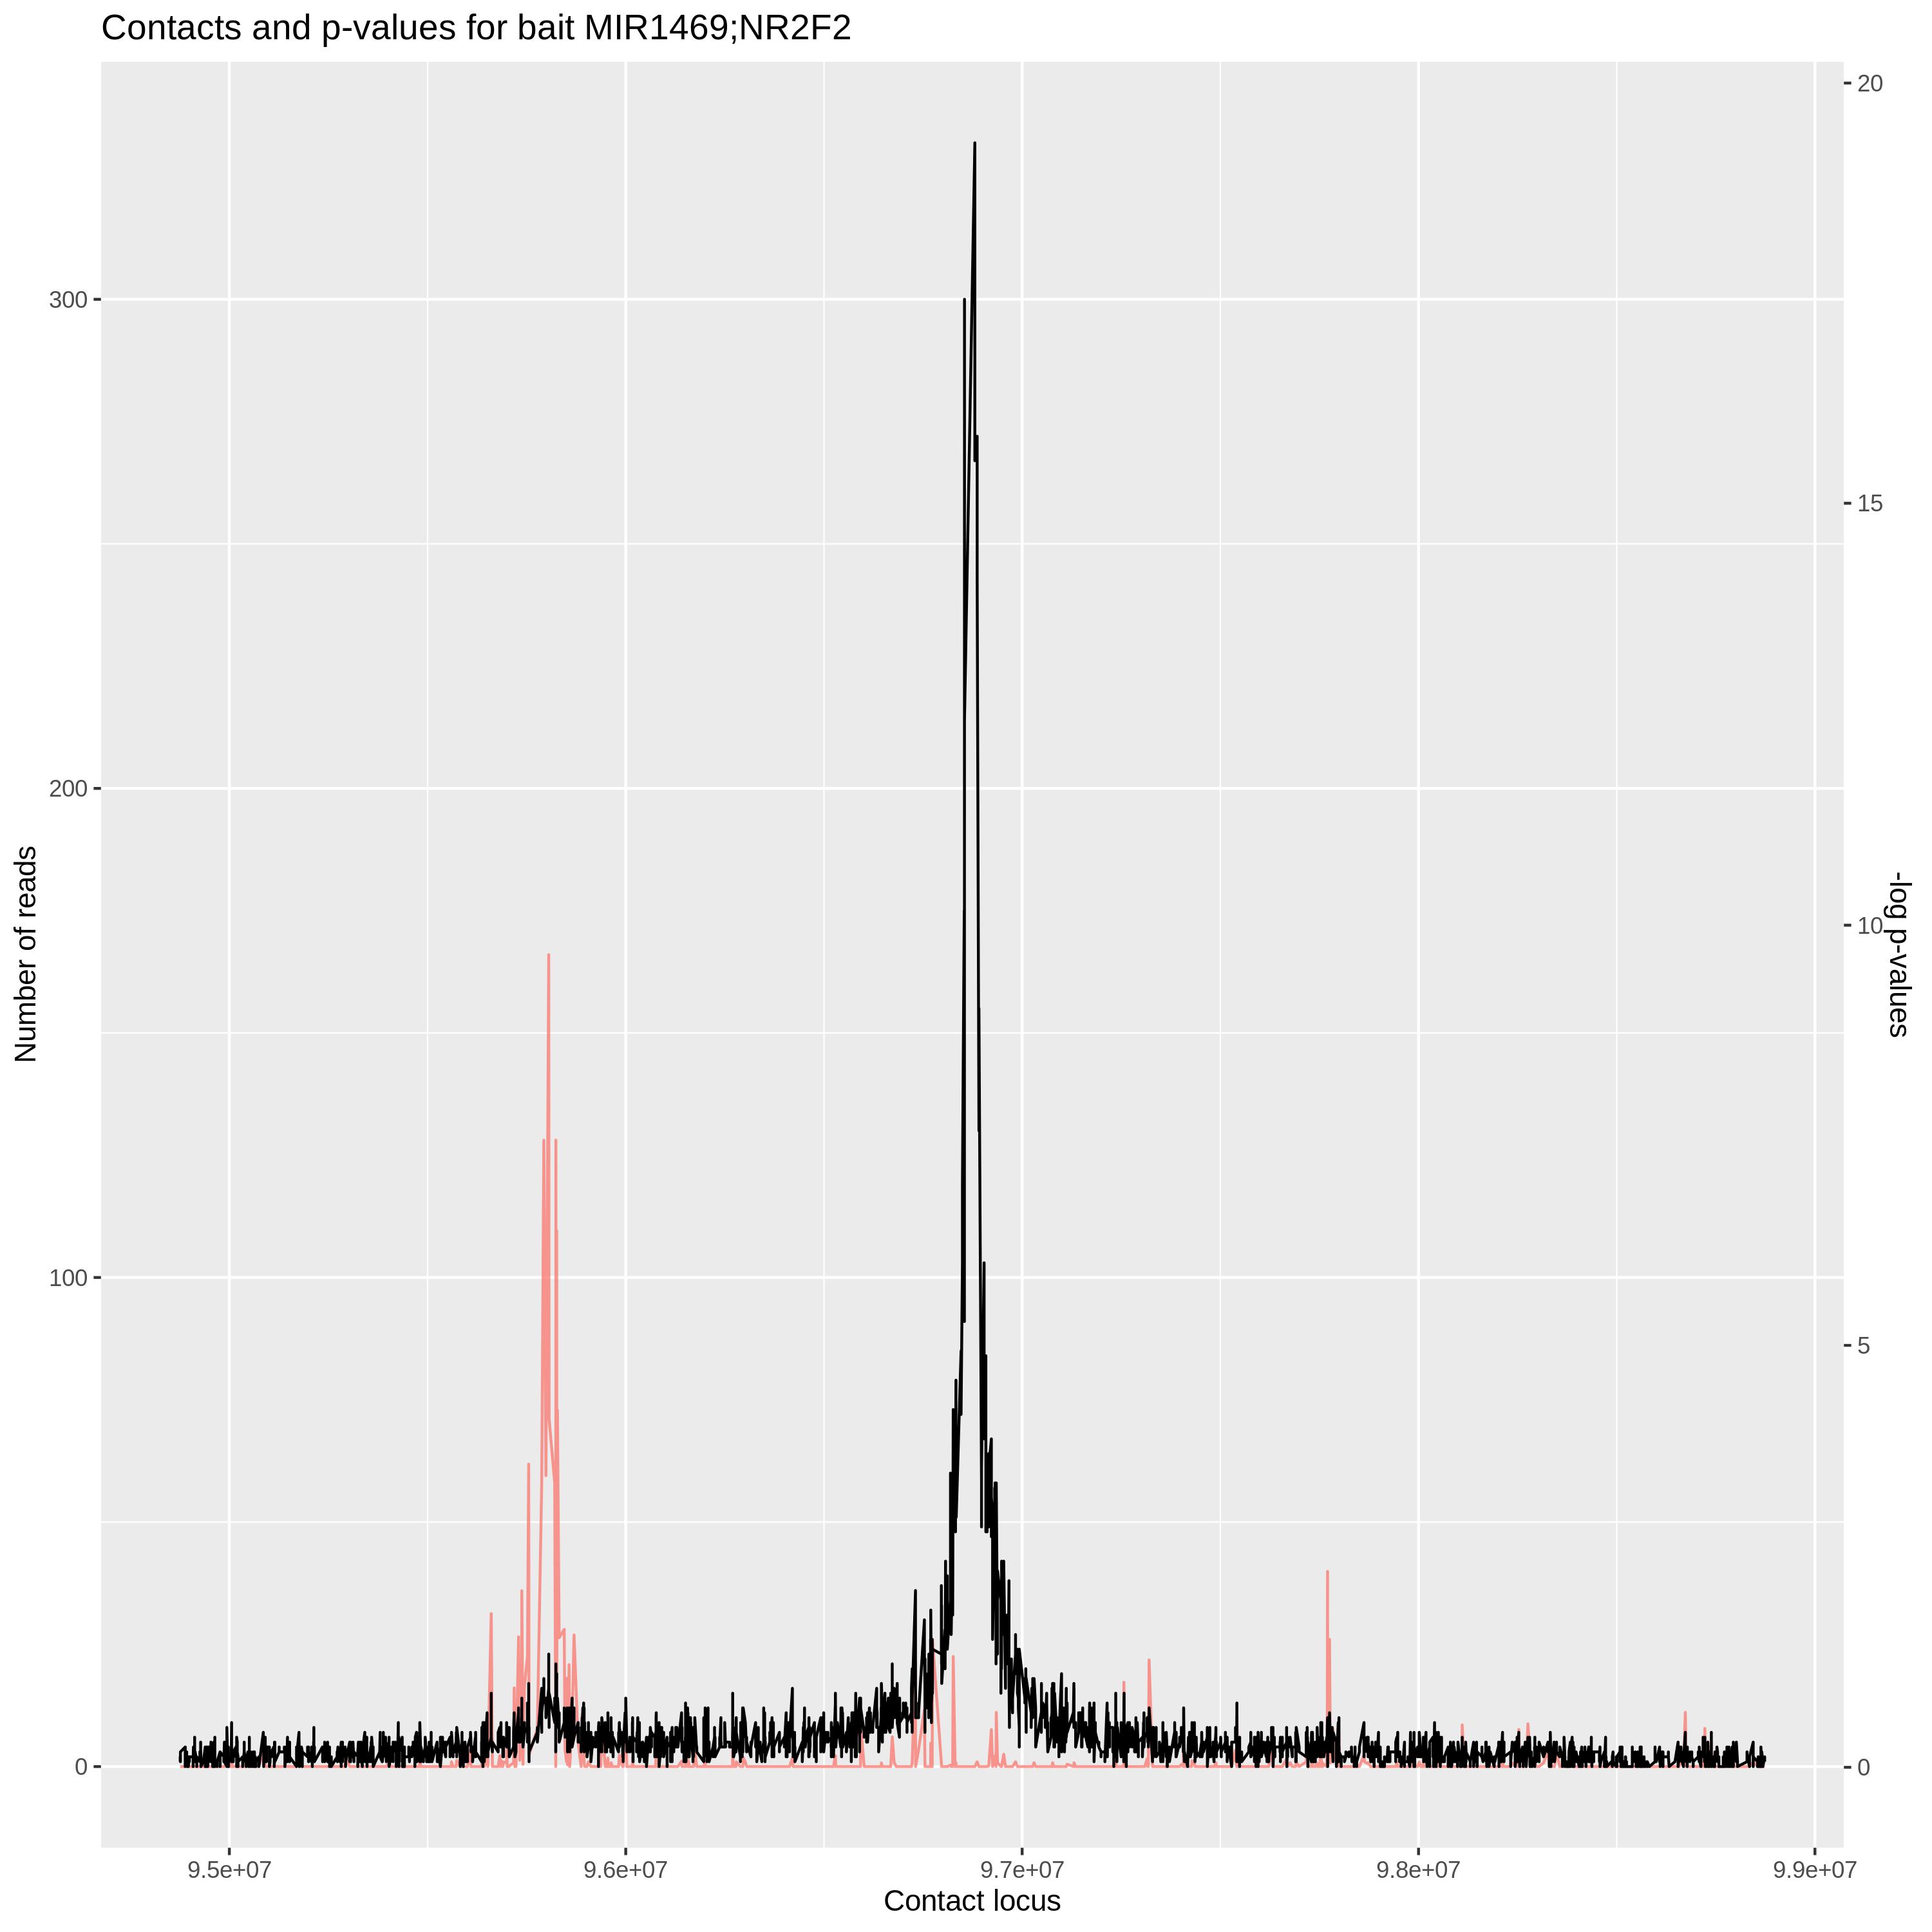 Contacts and p-values for bait MIR1469;NR2F2
Number of reads
300
200
100
0
20
15
10
5
0
-log p-values
9.5e+07 9.6e+07 9.7e+07 9.8e+07 9.9e+07
Contact locus